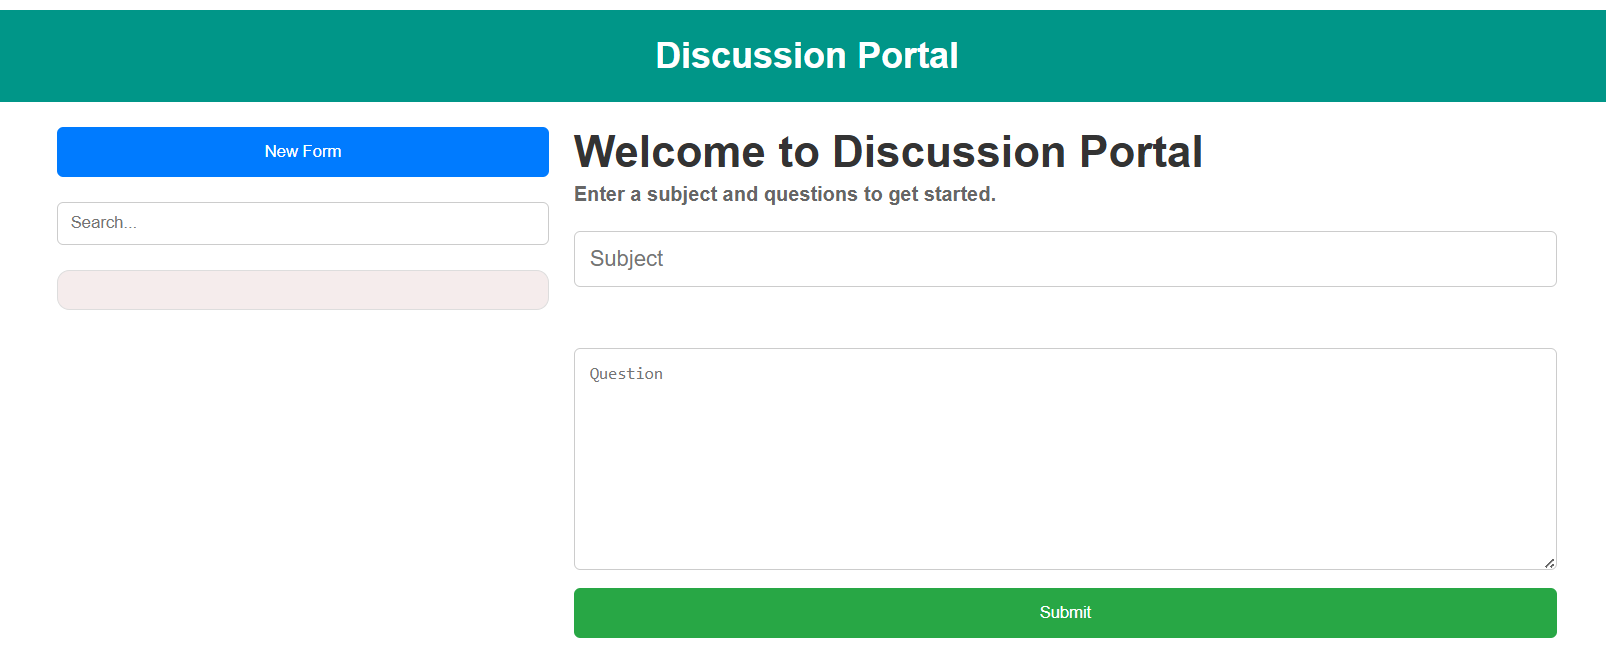 Discussion Portal
New Form
Search...
Welcome to Discussion Portal
Enter a subject and questions to get started.
Subject
Question
Submit